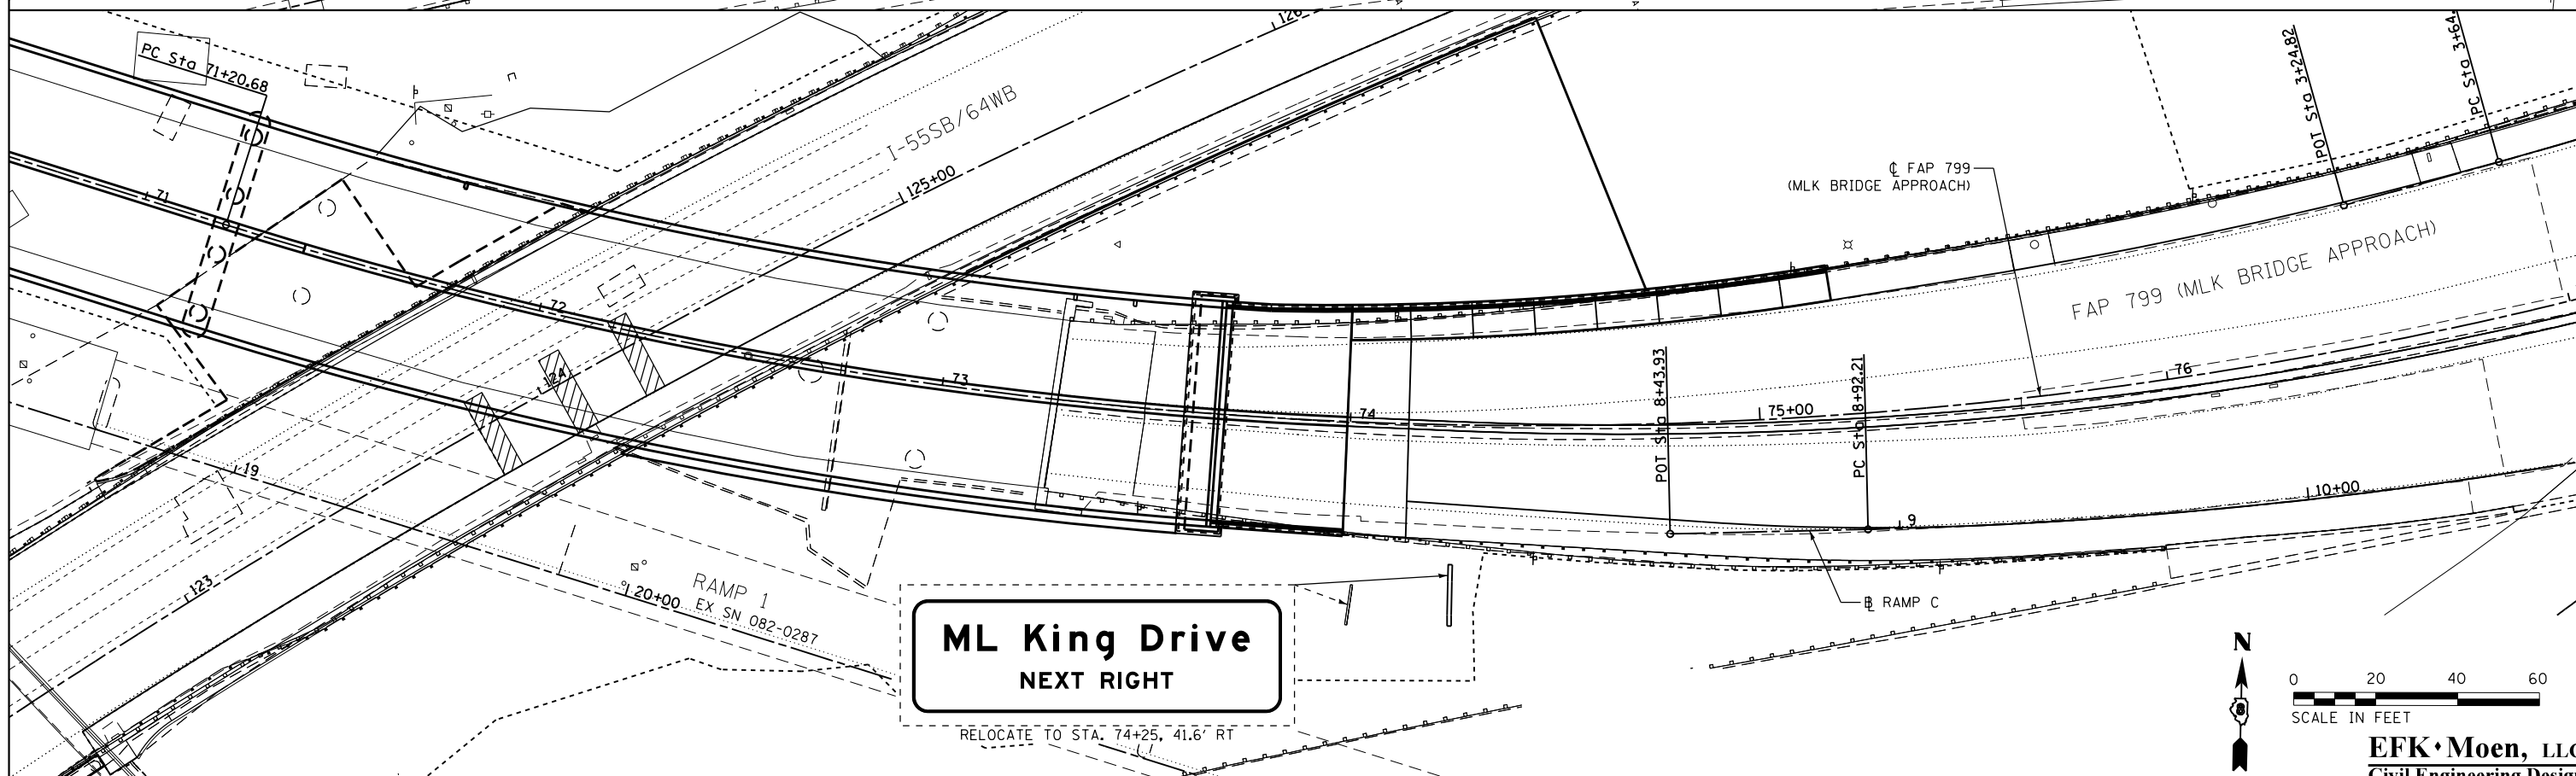 PC Sta 71+20.68
126
I-55SB/64WB
125+00
POT Sta 3+24.82
PC Sta 3+64.
℄ FAP 799
(MLK BRIDGE APPROACH)
FAP 799 (MLK BRIDGE APPROACH)
71
72
73
74
75+00
76
124
123
19
20+00
RAMP 1
EX SN 082-0287
POT Sta 8+43.93
PC Sta 8+92.21
9
10+00
B RAMP C
ML King Drive
NEXT RIGHT
RELOCATE TO STA. 74+25, 41.6' RT
N
0 20 40 60
SCALE IN FEET
EFK♦Moen, LLC
Civil Engineering Desig